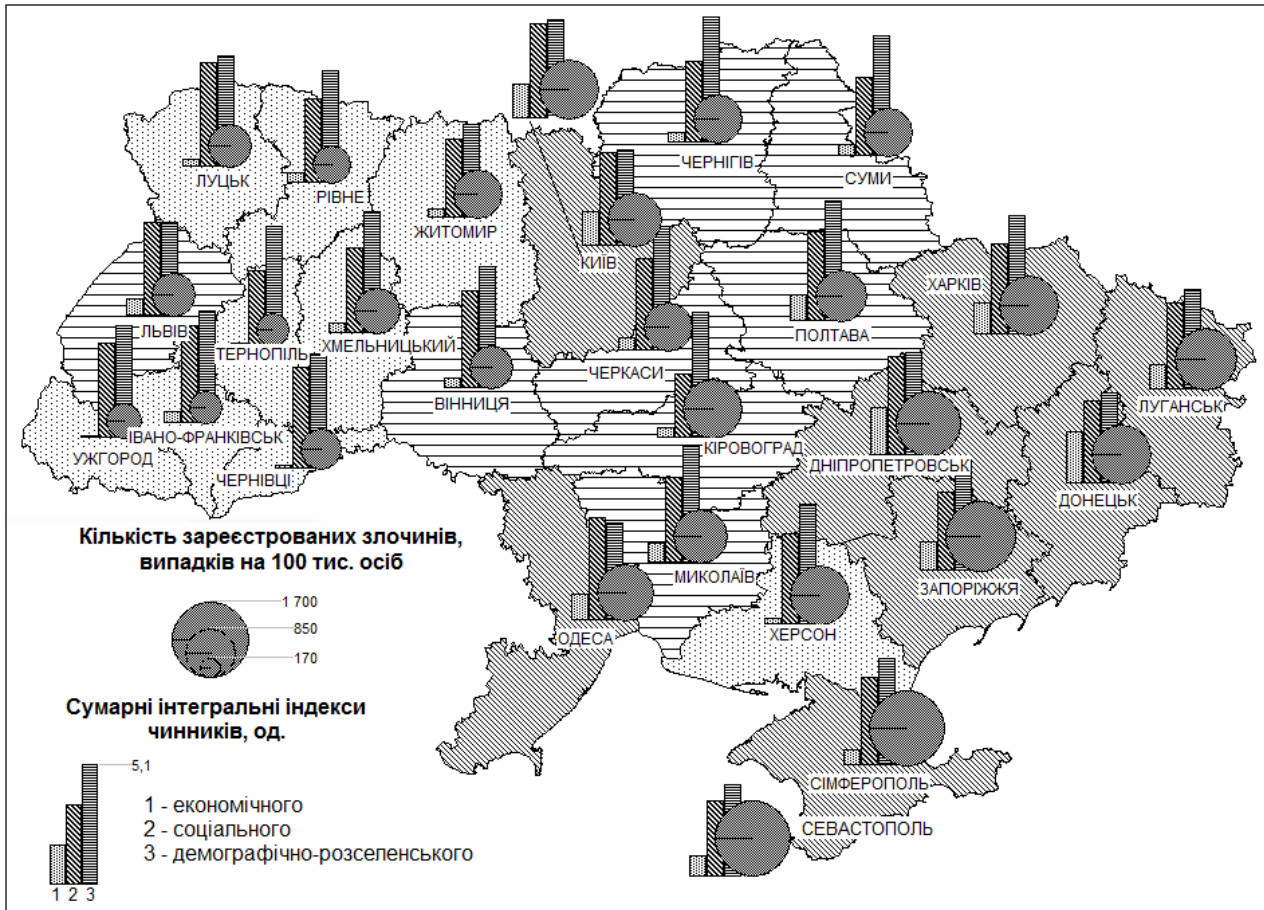 ЛУЦЬК
РІВНЕ
ЖИТОМИР
КИЇВ
ЧЕРНІГІВ
СУМИ
ЛЬВІВ
ТЕРНОПІЛЬ
ХМЕЛЬНИЦЬКИЙ
ВІННИЦЯ
ЧЕРКАСИ
ПОЛТАВА
ХАРКІВ
ЛУГАНСЬК
УЖГОРОД
ІВАНО-ФРАНКІВСЬК
ЧЕРНІВЦІ
КІРОВОГРАД
ДНІПРОПЕТРОВСЬК
ДОНЕЦЬК
МИКОЛАЇВ
ЗАПОРІЖЖЯ
ОДЕСА
ХЕРСОН
СІМФЕРОПОЛЬ
СЕВАСТОПОЛЬ
Кількість зареєстрованих злочинів,
випадків на 100 тис. осіб
1 700
850
170
Сумарні інтегральні індекси
чинників, од.
5,1
1 - економічного
2 - соціального
3 - демографічно-розселенського
1 2 3